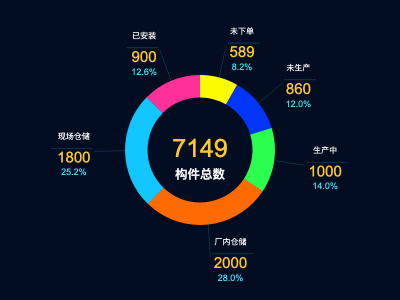 未下单
589
8.2%
已安装
900
12.6%
未生产
860
12.0%
现场仓储
1800
25.2%
7149
构件总数
生产中
1000
14.0%
厂内仓储
2000
28.0%